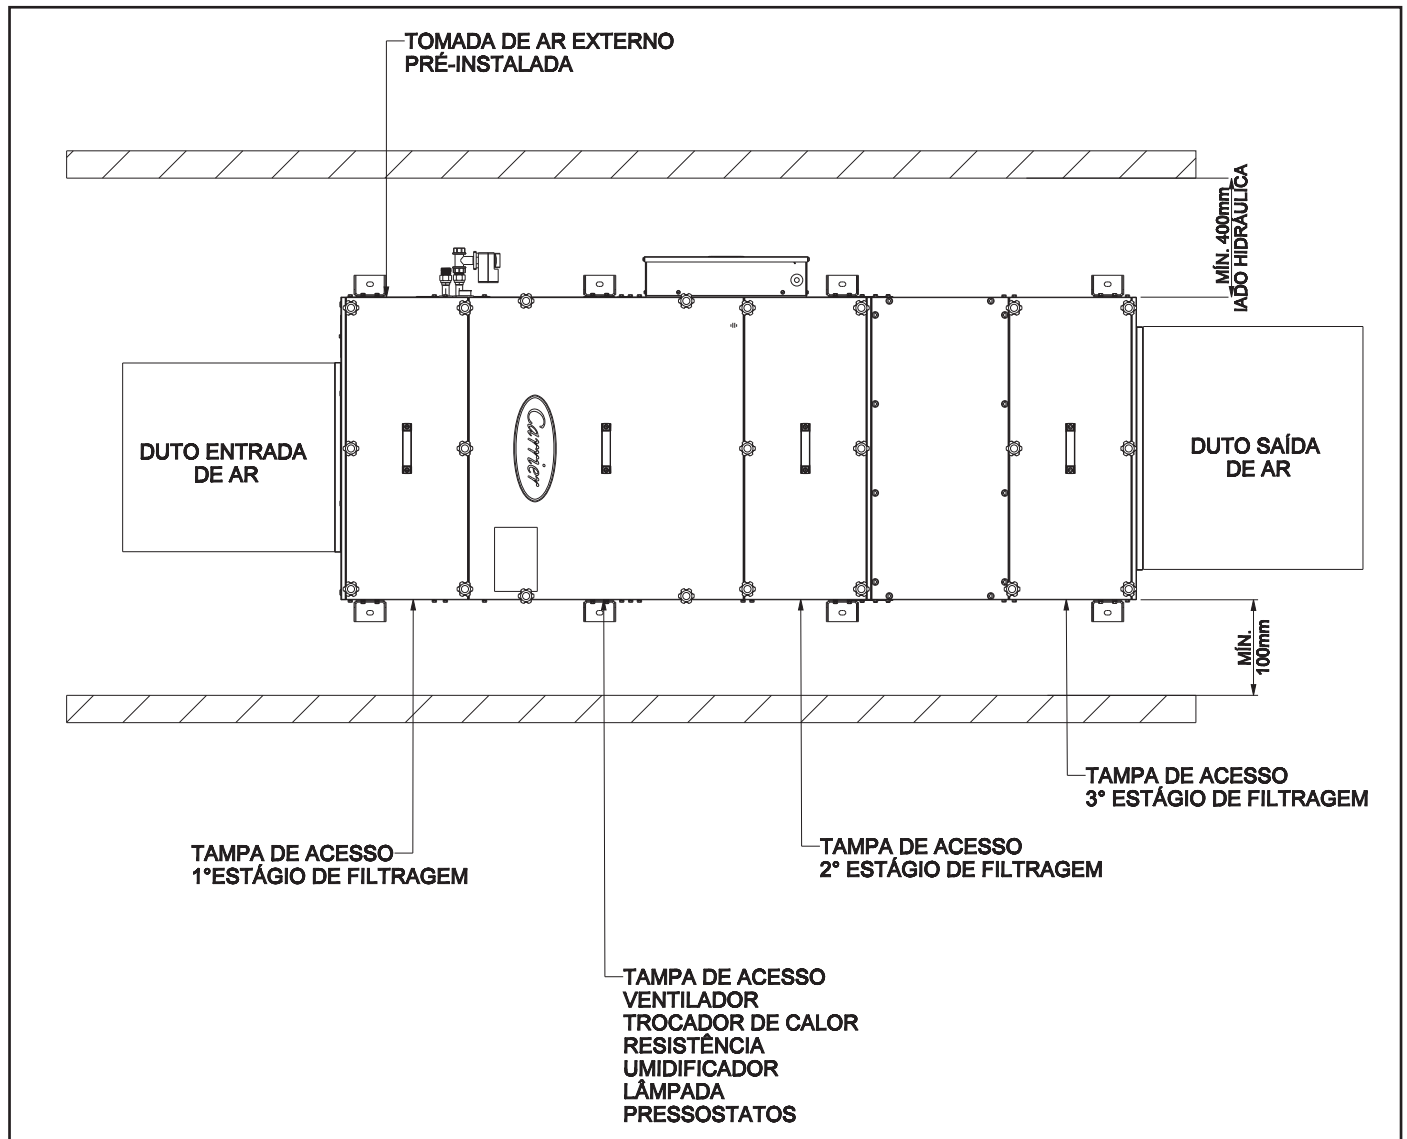 TOMADA DE AR EXTERNO
PRÉ-INSTALADA
MÍN. 400mm
lADO HIDRÁULICA
DUTO ENTRADA
DE AR
Carrier
DUTO SAÍDA
DE AR
MÍN.
100mm
TAMPA DE ACESSO
3° ESTÁGIO DE FILTRAGEM
TAMPA DE ACESSO
2° ESTÁGIO DE FILTRAGEM
TAMPA DE ACESSO
1°ESTÁGIO DE FILTRAGEM
TAMPA DE ACESSO
VENTILADOR
TROCADOR DE CALOR
RESISTÊNCIA
UMIDIFICADOR
LÂMPADA
PRESSOSTATOS